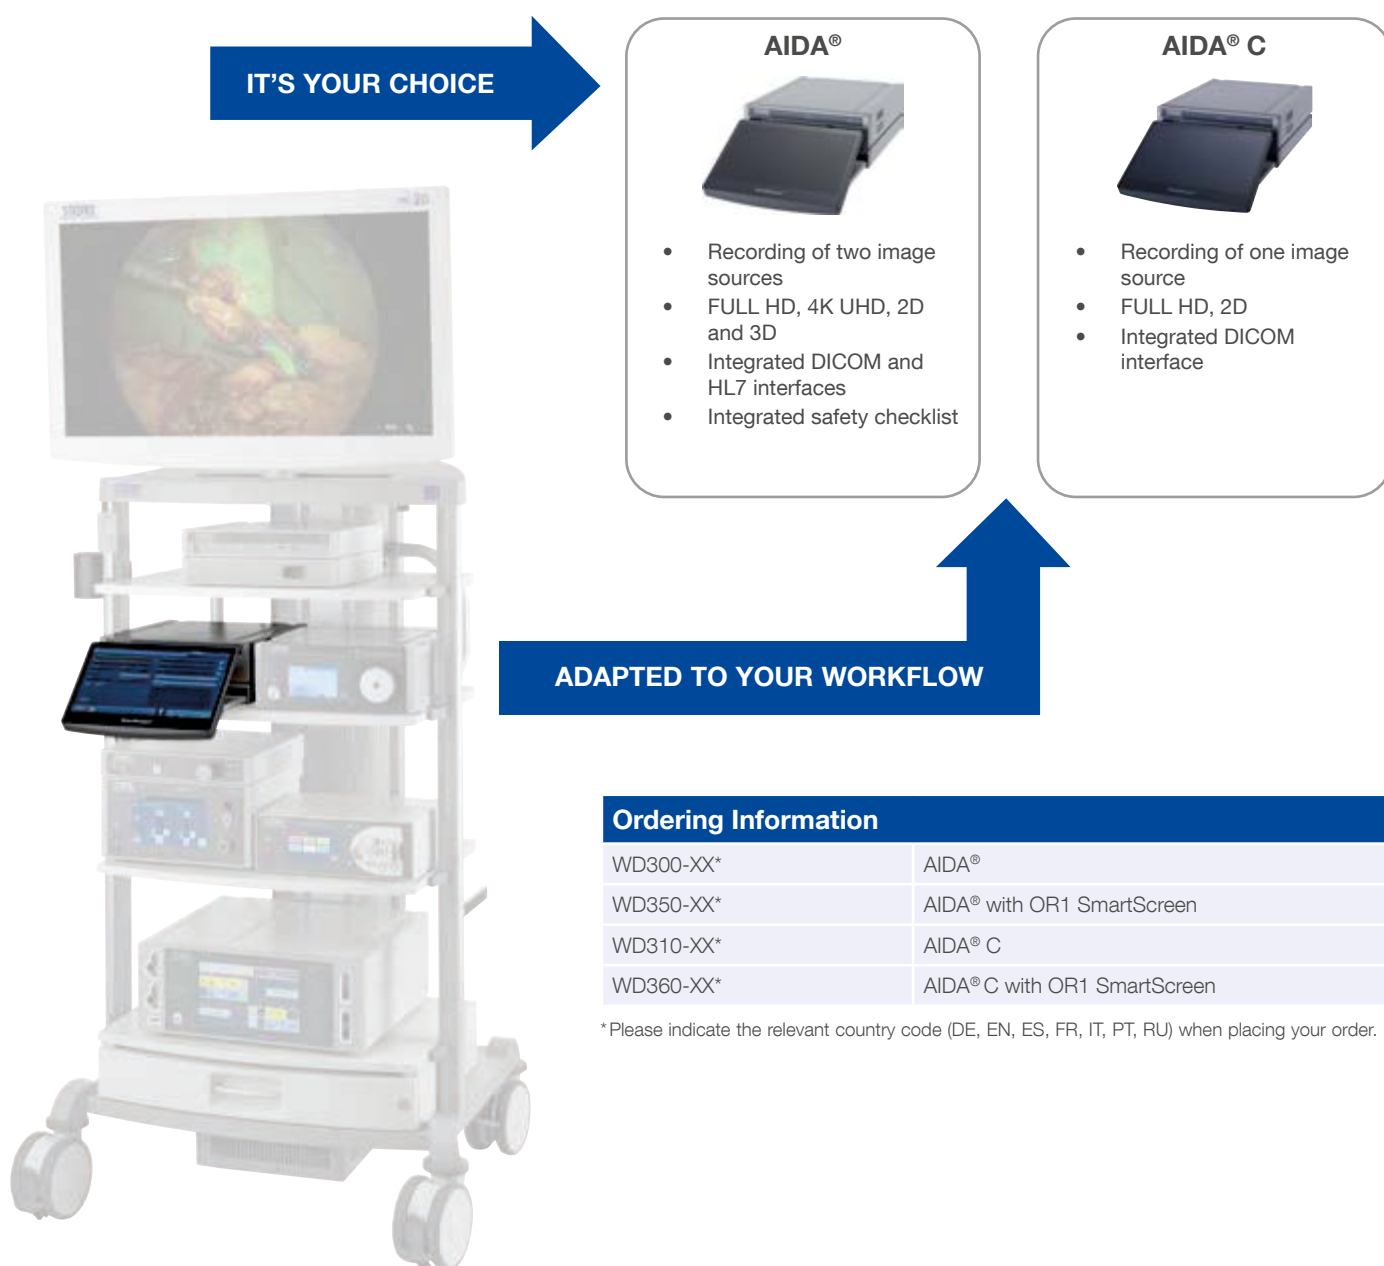 IT'S YOUR CHOICE
AIDA®
• Recording of two image
sources
• FULL HD, 4K UHD, 2D
and 3D
• Integrated DICOM and
HL7 interfaces
• Integrated safety checklist
AIDA® C
• Recording of one image
source
• FULL HD, 2D
• Integrated DICOM
interface
ADAPTED TO YOUR WORKFLOW
Ordering Information
WD300-XX* AIDA®
WD350-XX* AIDA® with OR1 SmartScreen
WD310-XX* AIDA® C
WD360-XX* AIDA® C with OR1 SmartScreen
*Please indicate the relevant country code (DE, EN, ES, FR, IT, PT, RU) when placing your order.